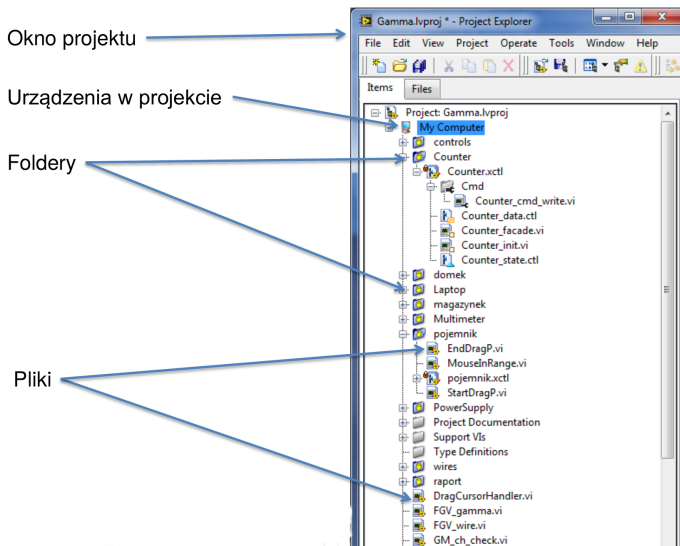 Okno projektu
Urządzenia w projekcie
Foldery
Pliki
Gamma.lvproj * - Project Explorer
File Edit View Project Operate Tools Window Help
Items Files
Project: Gamma.lvproj
My Computer
controls
Counter
Counter.xctl
Cmd
Counter_cmd_write.vi
Counter_data.ctl
Counter_facade.vi
Counter_init.vi
Counter_state.ctl
domek
Laptop
magazynek
Multimeter
pojemnik
EndDragP.vi
MouseInRange.vi
pojemnik.xctl
StartDragP.vi
PowerSupply
Project Documentation
Support VIs
Type Definitions
wires
raport
DragCursorHandler.vi
FGV_gamma.vi
FGV_wire.vi
GM_ch_check.vi